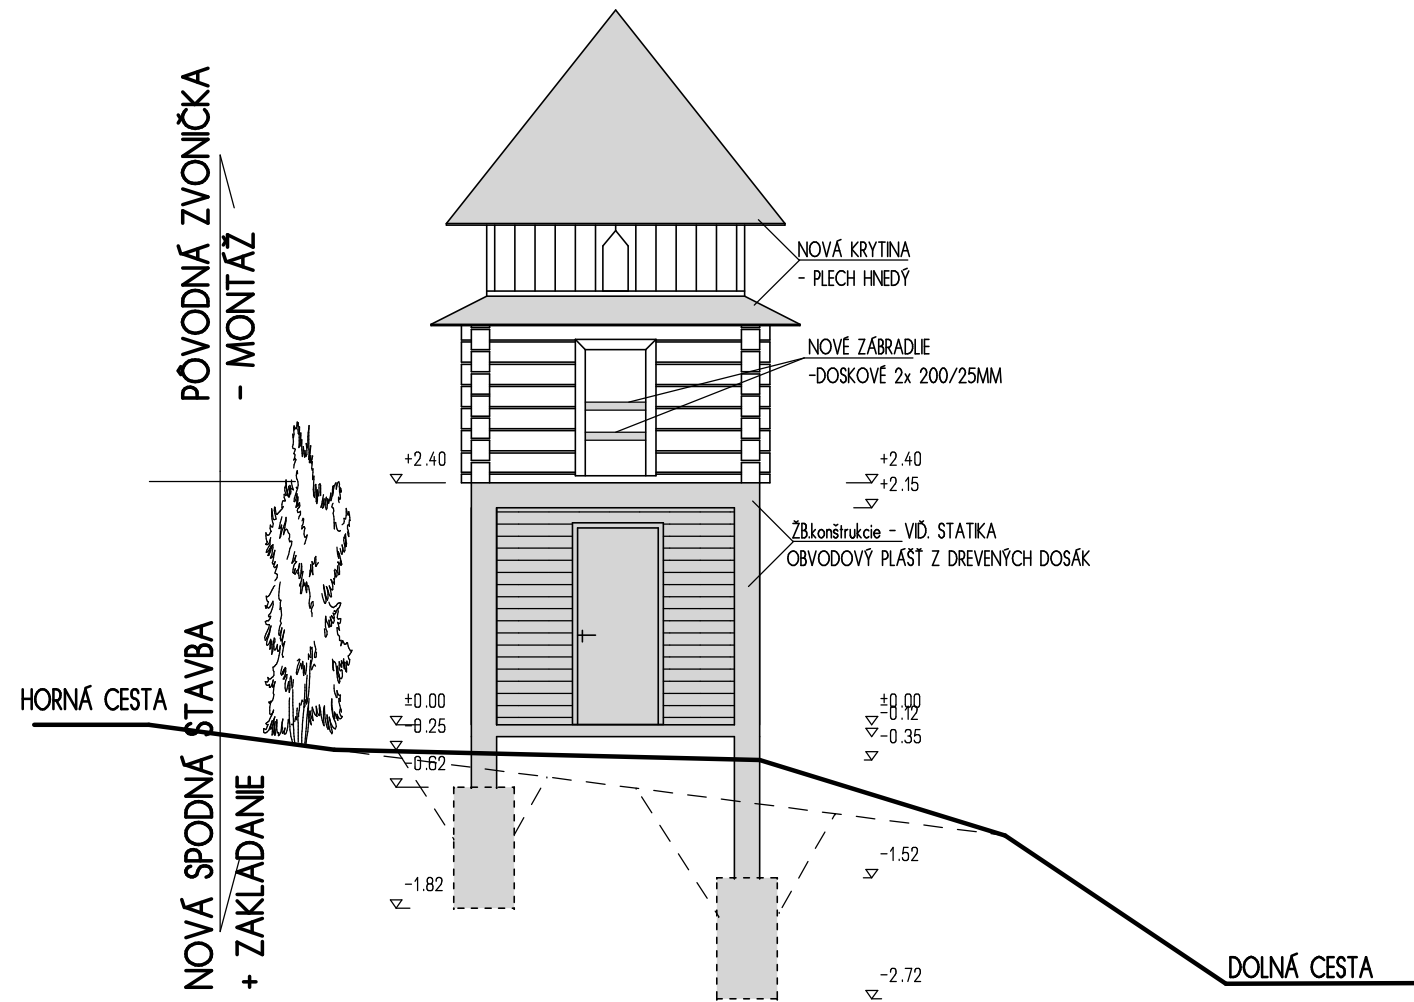 PÔVODNÁ ZVONIČKA
- MONTÁŽ
NOVÁ KRYTINA
- PLECH HNEDÝ
NOVÉ ZÁBRADLIE
-DOSKOVÉ 2x 200/25MM
+2.40
+2.40
+2.15
ŽB.konštrukcie - VIĎ. STATIKA
OBVODOVÝ PLÁŠŤ Z DREVENÝCH DOSÁK
NOVÁ SPODNÁ STAVBA
+ ZAKLADANIE
HORNÁ CESTA
±0.00
-0.25
-0.62
-1.82
±0.00
-0.12
-0.35
-1.52
-2.72
DOLNÁ CESTA